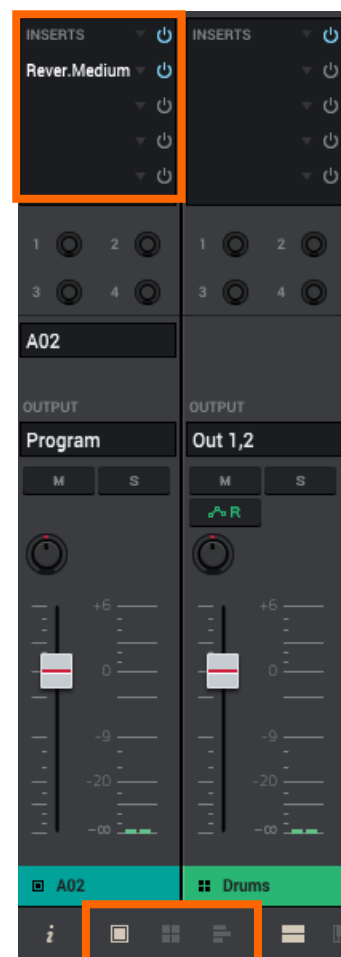 INSERTS INSERTS
Rever.Medium
1 2 1 2
3 4 3 4
A02
OUTPUT OUTPUT
Program Out 1,2
M S M S
R
+6 +6
0 0
-9 -9
-20 -20
-∞ -∞
A02 Drums
i